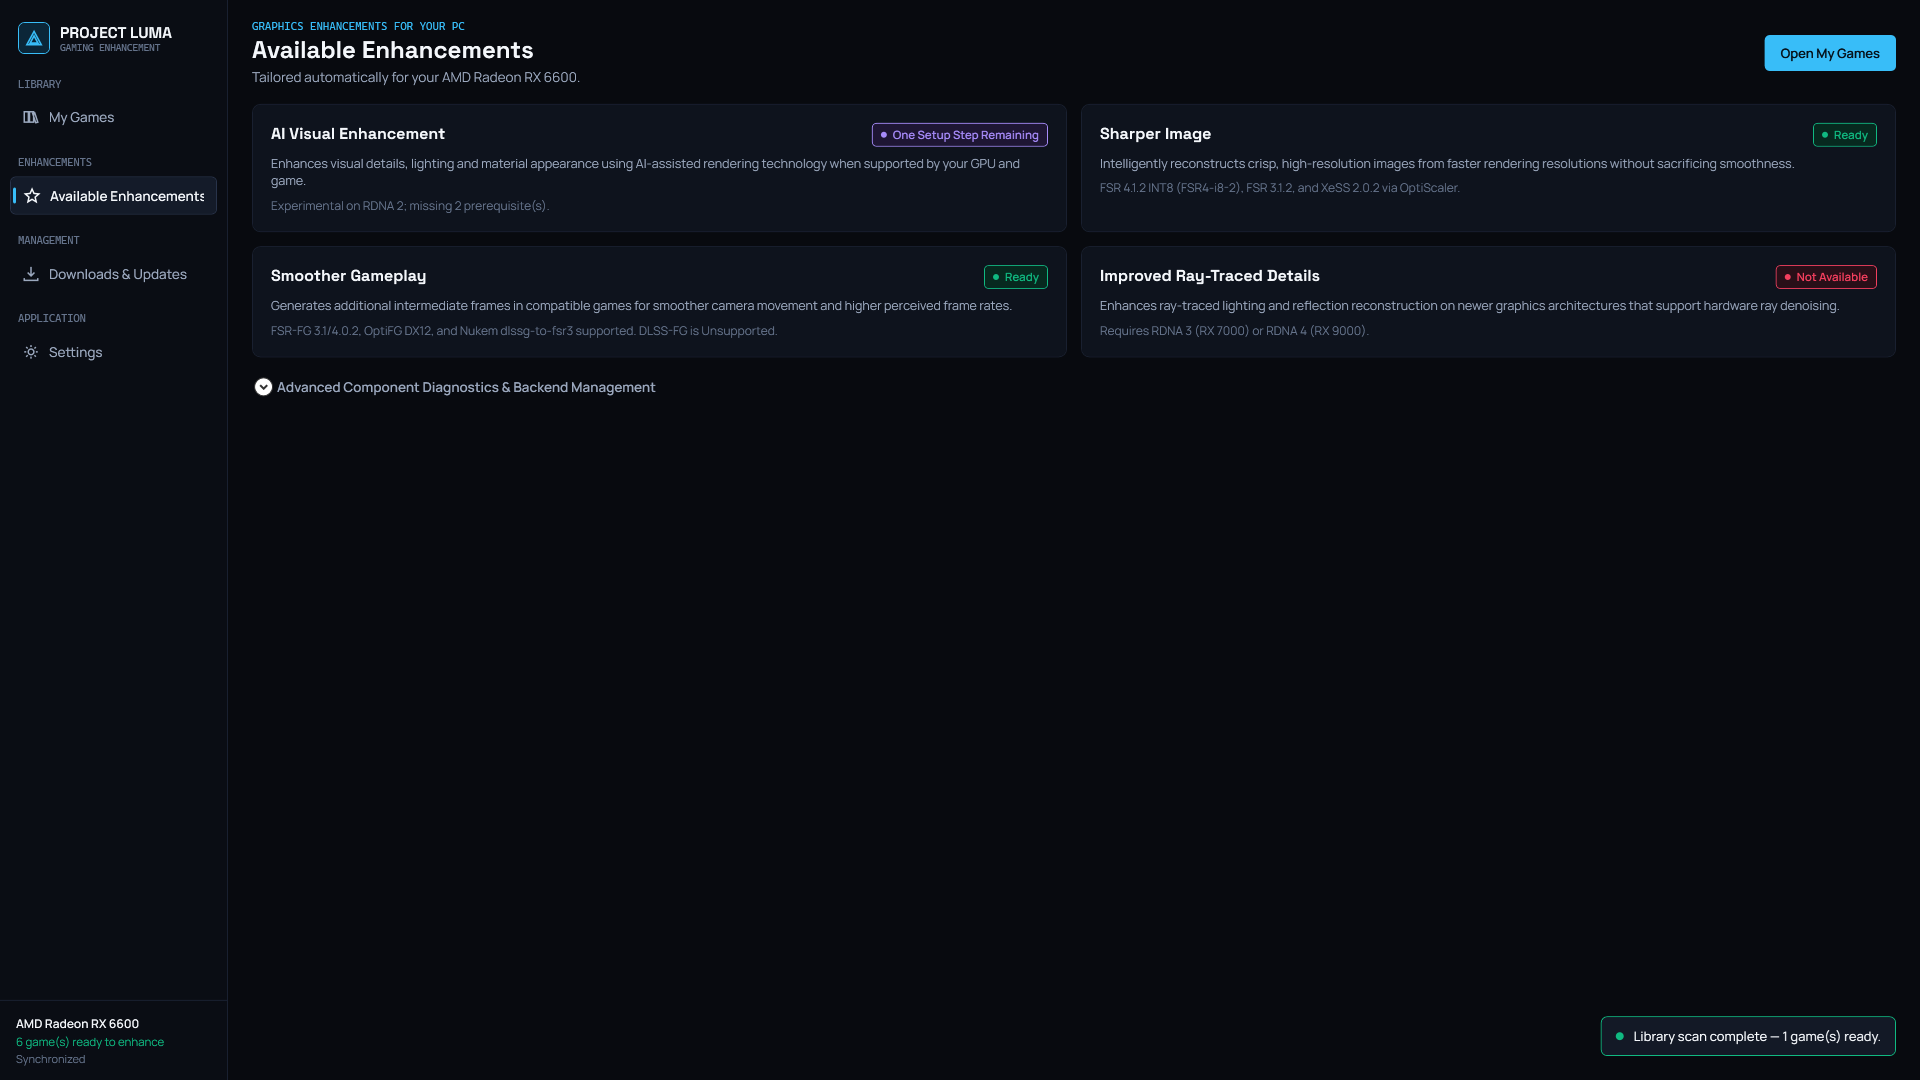 PROJECT LUMA
GAMING ENHANCEMENT
LIBRARY
My Games
ENHANCEMENTS
Available Enhancements
MANAGEMENT
Downloads & Updates
APPLICATION
Settings
AMD Radeon RX 6600
6 game(s) ready to enhance
Synchronized
GRAPHICS ENHANCEMENTS FOR YOUR PC
Available Enhancements
Tailored automatically for your AMD Radeon RX 6600.
Open My Games
AI Visual Enhancement
One Setup Step Remaining
Enhances visual details, lighting and material appearance using AI-assisted rendering technology when supported by your GPU and
game.
Experimental on RDNA 2; missing 2 prerequisite(s).
Sharper Image
Ready
Intelligently reconstructs crisp, high-resolution images from faster rendering resolutions without sacrificing smoothness.
FSR 4.1.2 INT8 (FSR4-i8-2), FSR 3.1.2, and XeSS 2.0.2 via OptiScaler.
Smoother Gameplay
Ready
Generates additional intermediate frames in compatible games for smoother camera movement and higher perceived frame rates.
FSR-FG 3.1/4.0.2, OptiFG DX12, and Nukem dlssg-to-fsr3 supported. DLSS-FG is Unsupported.
Improved Ray-Traced Details
Not Available
Enhances ray-traced lighting and reflection reconstruction on newer graphics architectures that support hardware ray denoising.
Requires RDNA 3 (RX 7000) or RDNA 4 (RX 9000).
Advanced Component Diagnostics & Backend Management
Library scan complete — 1 game(s) ready.